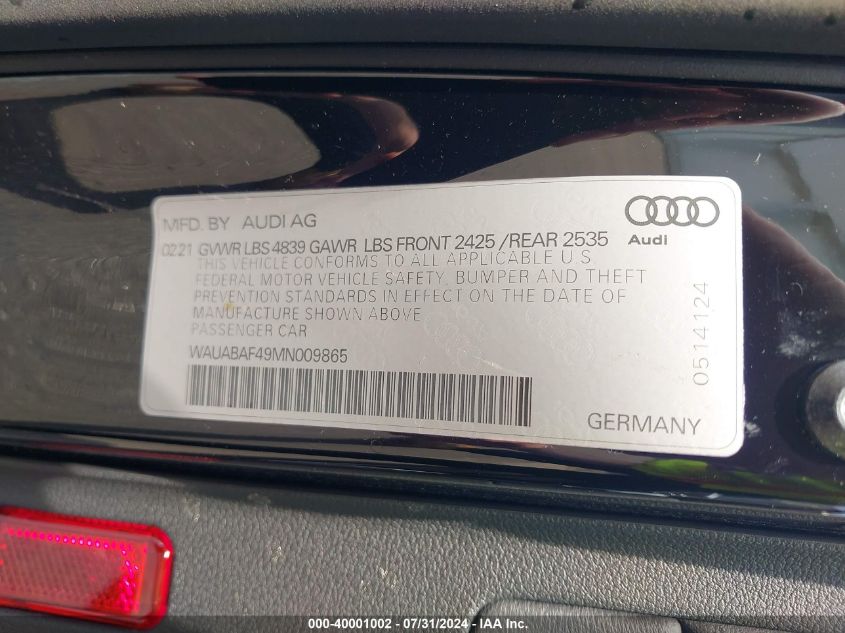 MFD. BY AUDI AG
02.21 GVWR LBS 4839 GAWR LBS FRONT 2425 /REAR 2535
Audi
THIS VEHICLE CONFORMS TO ALL APPLICABLE U.S.
FEDERAL MOTOR VEHICLE SAFETY, BUMPER AND THEFT
PREVENTION STANDARDS IN EFFECT ON THE DATE OF
MANUFACTURE SHOWN ABOVE
PASSENGER CAR
WAUABAF49MN009865
0514124
GERMANY
000-40001002 - 07/31/2024 - © IAA Inc.